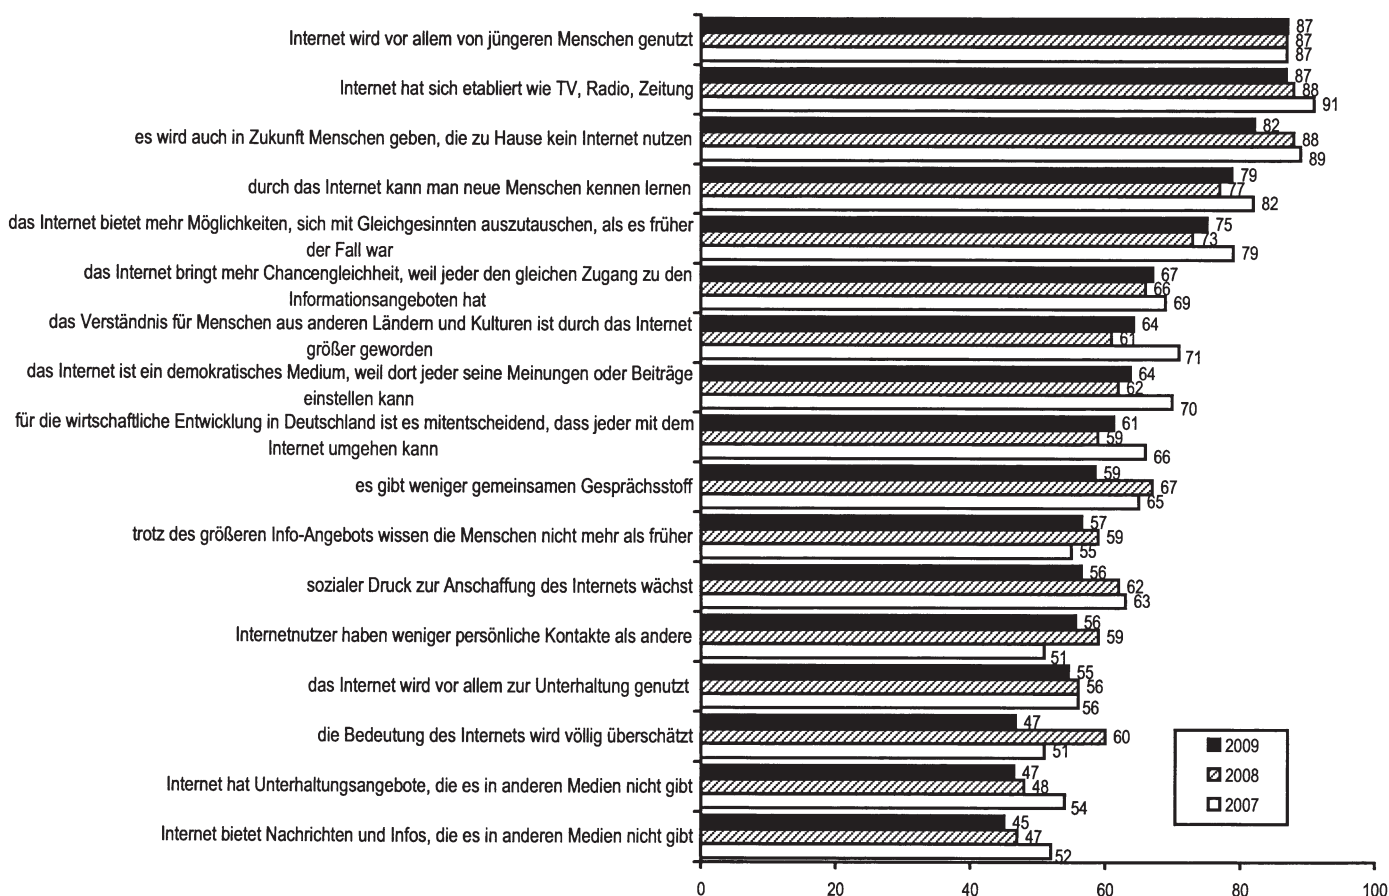 Internet wird vor allem von jüngeren Menschen genutzt
87
87
87
Internet hat sich etabliert wie TV, Radio, Zeitung
87
88
91
es wird auch in Zukunft Menschen geben, die zu Hause kein Internet nutzen
82
88
89
durch das Internet kann man neue Menschen kennen lernen
79
77
82
das Internet bietet mehr Möglichkeiten, sich mit Gleichgesinnten auszutauschen, als es früher
der Fall war
75
73
79
das Internet bringt mehr Chancengleichheit, weil jeder den gleichen Zugang zu den
Informationsangeboten hat
67
66
69
das Verständnis für Menschen aus anderen Ländern und Kulturen ist durch das Internet
größer geworden
64
61
71
das Internet ist ein demokratisches Medium, weil dort jeder seine Meinungen oder Beiträge
einstellen kann
64
62
70
für die wirtschaftliche Entwicklung in Deutschland ist es mitentscheidend, dass jeder mit dem
Internet umgehen kann
61
59
66
es gibt weniger gemeinsamen Gesprächsstoff
59
67
65
trotz des größeren Info-Angebots wissen die Menschen nicht mehr als früher
57
59
55
sozialer Druck zur Anschaffung des Internets wächst
56
62
63
Internetnutzer haben weniger persönliche Kontakte als andere
56
59
51
das Internet wird vor allem zur Unterhaltung genutzt
55
56
56
die Bedeutung des Internets wird völlig überschätzt
47
60
51
Internet hat Unterhaltungsangebote, die es in anderen Medien nicht gibt
47
48
54
Internet bietet Nachrichten und Infos, die es in anderen Medien nicht gibt
45
47
52
2009
2008
2007
0 20 40 60 80 100